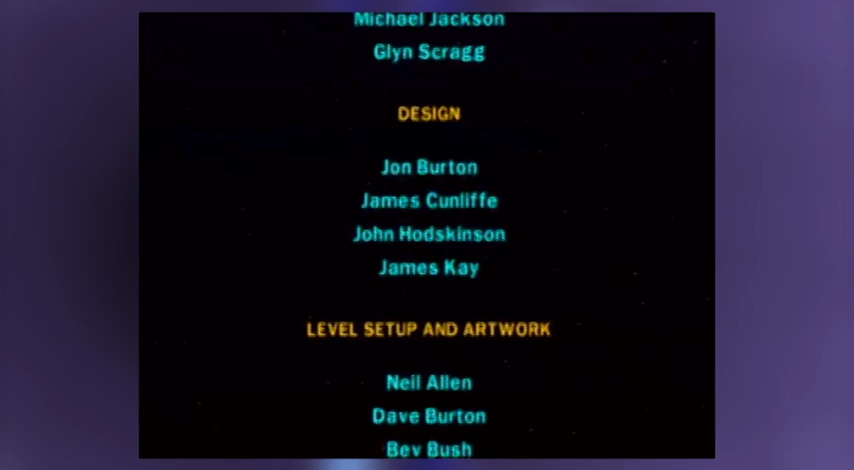 Michael Jackson
Glyn Scragg
DESIGN
Jon Burton
James Cunliffe
John Hodskinson
James Kay
LEVEL SETUP AND ARTWORK
Neil Allen
Dave Burton
Bev Bush